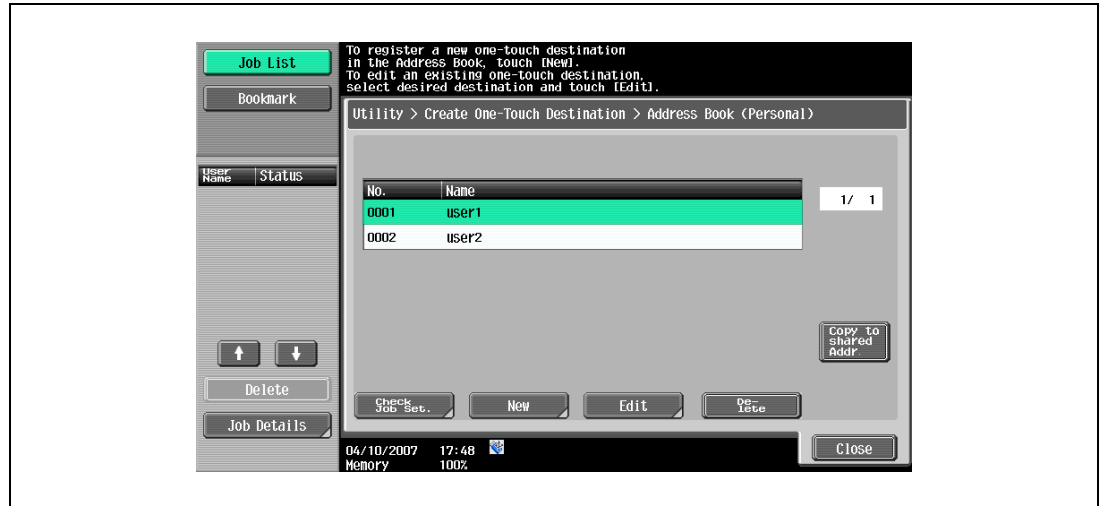 Job List
Bookmark
To register a new one-touch destination
in the Address Book, touch [New].
To edit an existing one-touch destination,
select desired destination and touch [Edit].
Utility > Create One-Touch Destination > Address Book (Personal)
User
Name
Status
No. Name
0001 user1
0002 user2
1/ 1
Copy to
shared
Addr.
Delete
Job Details
Check
Job Set.
New
Edit
De-
lete
04/10/2007 17:48
Memory 100%
Close